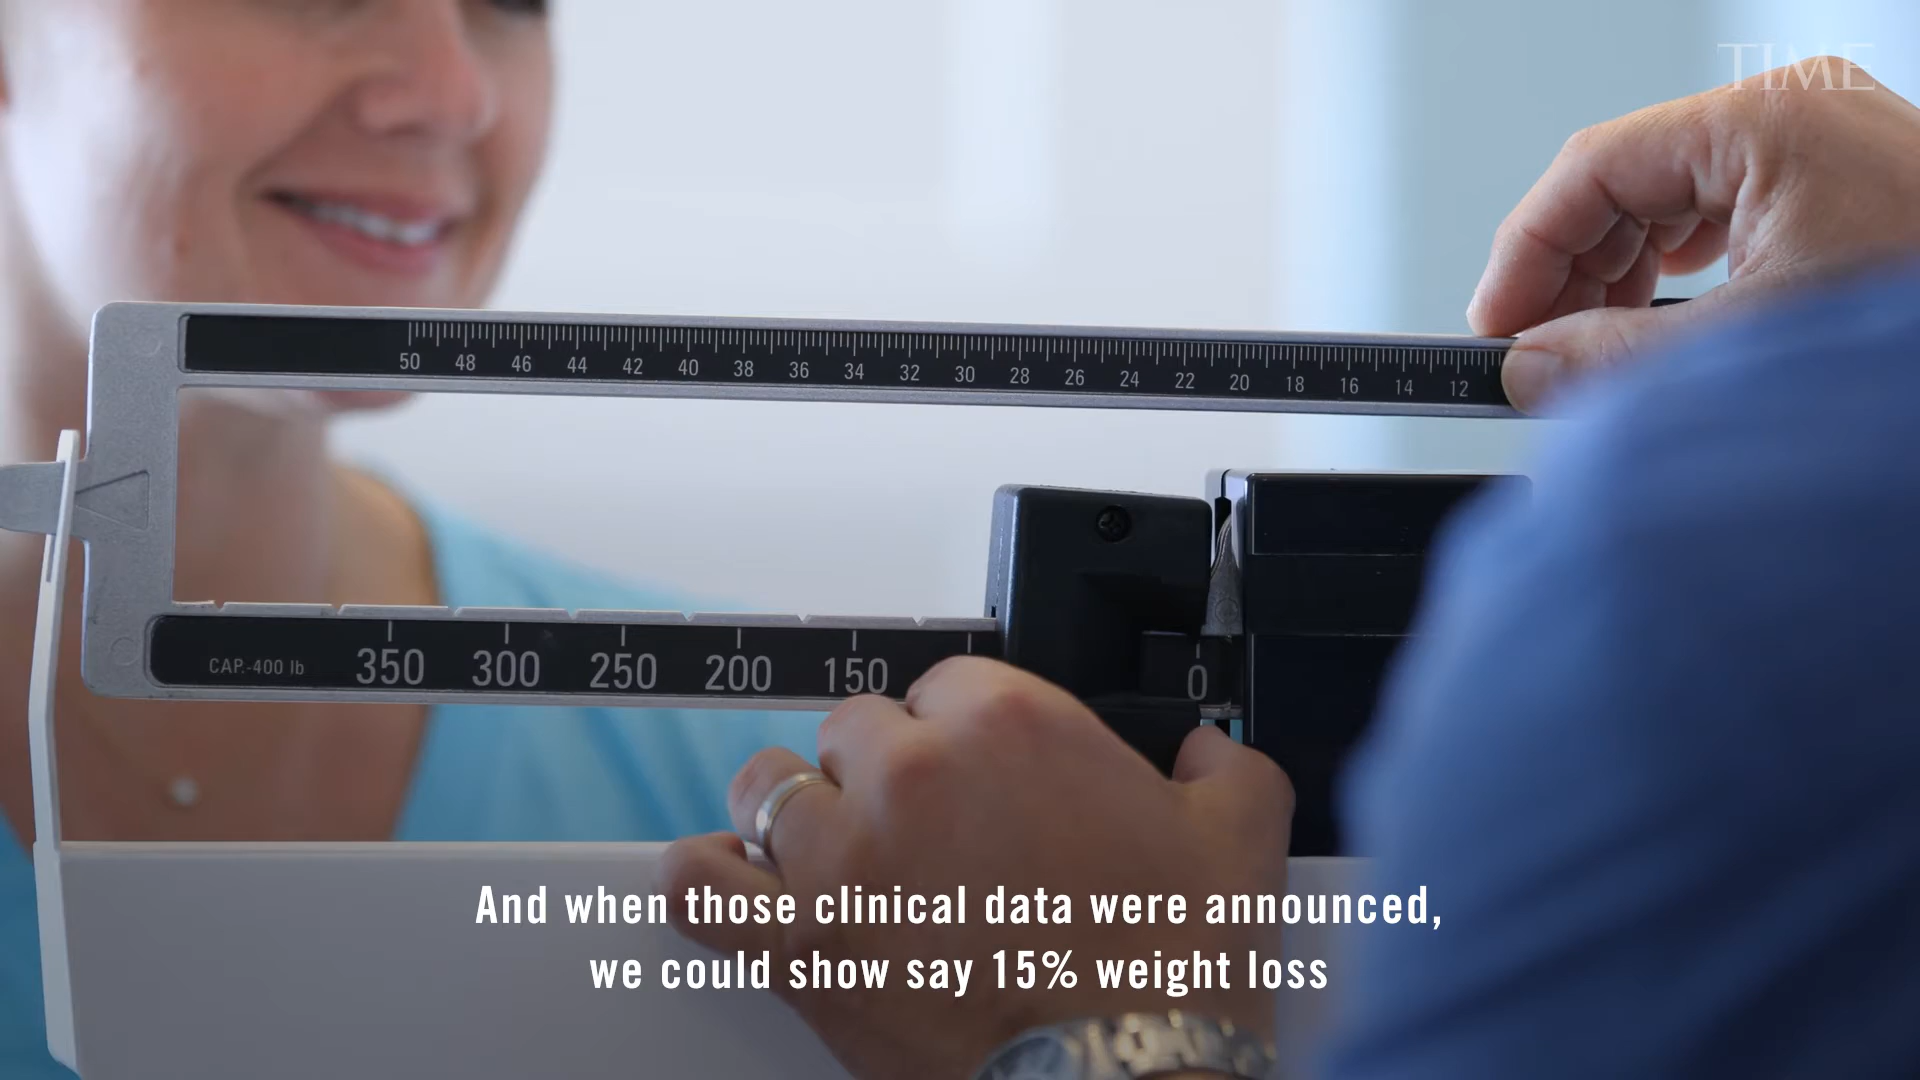 TIME
50 48 46 44 42 40 38 36 34 32 30 28 26 24 22 20 18 16 14 12
CAP.-400 lb 350 300 250 200 150 0
And when those clinical data were announced,
we could show say 15% weight loss